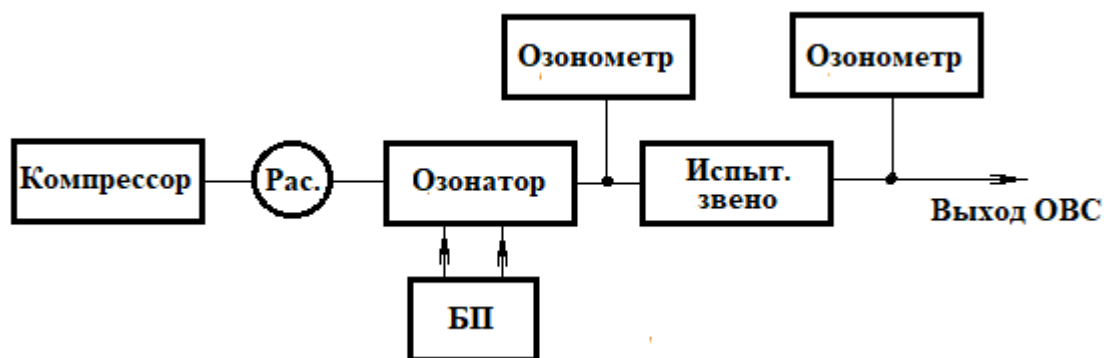 Озонометр
Озонометр
Компрессор
Рас.
Озонатор
Испыт.
звено
Выход ОВС
БП